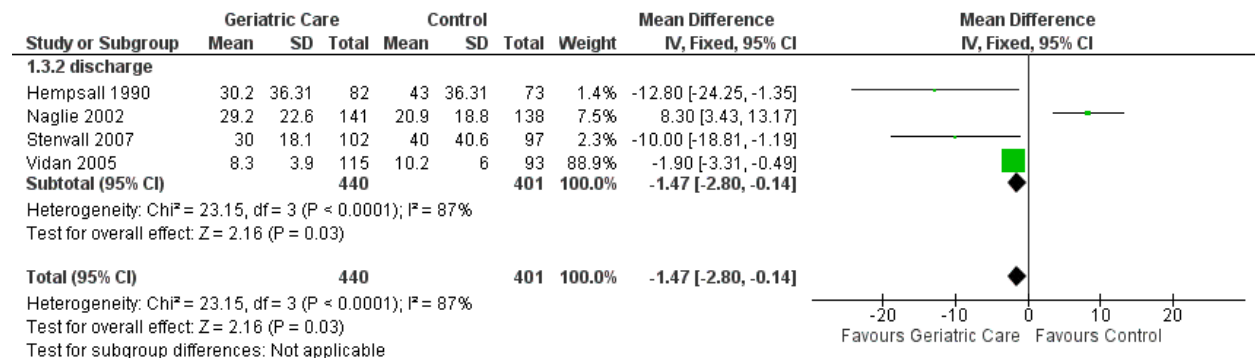 Geriatric Care Control Mean Difference Mean Difference
Study or Subgroup Mean SD Total Mean SD Total Weight IV, Fixed, 95% CI IV, Fixed, 95% CI
1.3.2 discharge
Hempsall 1990 30.2 36.31 82 43 36.31 73 1.4% -12.80 [-24.25, -1.35]
Naglie 2002 29.2 22.6 141 20.9 18.8 138 7.5% 8.30 [3.43, 13.17]
Stenvall 2007 30 18.1 102 40 40.6 97 2.3% -10.00 [-18.81, -1.19]
Vidan 2005 8.3 3.9 115 10.2 6 93 88.9% -1.90 [-3.31, -0.49]
Subtotal (95% CI) 440 401 100.0% -1.47 [-2.80, -0.14]
Heterogeneity: Chi² = 23.15, df = 3 (P < 0.0001); I² = 87%
Test for overall effect: Z = 2.16 (P = 0.03)
Total (95% CI) 440 401 100.0% -1.47 [-2.80, -0.14]
Heterogeneity: Chi² = 23.15, df = 3 (P < 0.0001); I² = 87%
Test for overall effect: Z = 2.16 (P = 0.03)
Test for subgroup differences: Not applicable
-20 -10 0 10 20
Favours Geriatric Care Favours Control